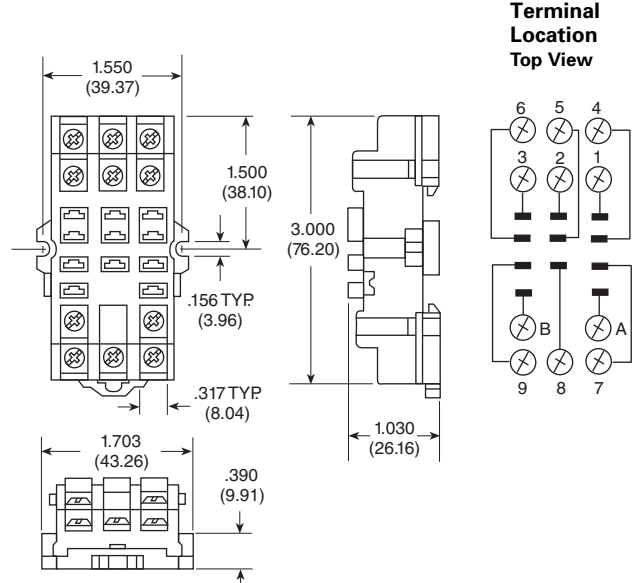 Terminal
Location
Top View
1.550
(39.37)
1.500
(38.10)
3.000
(76.20)
.156 TYP.
(3.96)
.317 TYP.
(8.04)
1.030
(26.16)
1.703
(43.26)
.390
(9.91)
6 5 4
3 2 1
B A
9 8 7